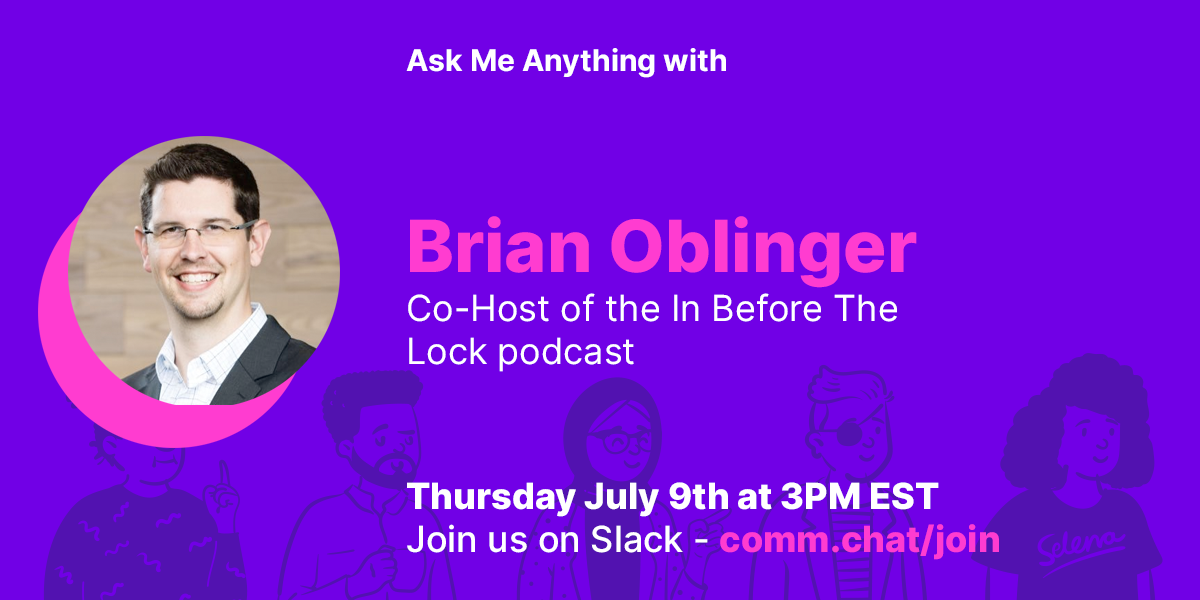 Ask Me Anything with
Brian Oblinger
Co-Host of the In Before The
Lock podcast
Thursday July 9th at 3PM EST
Join us on Slack - comm.chat/join
Selena